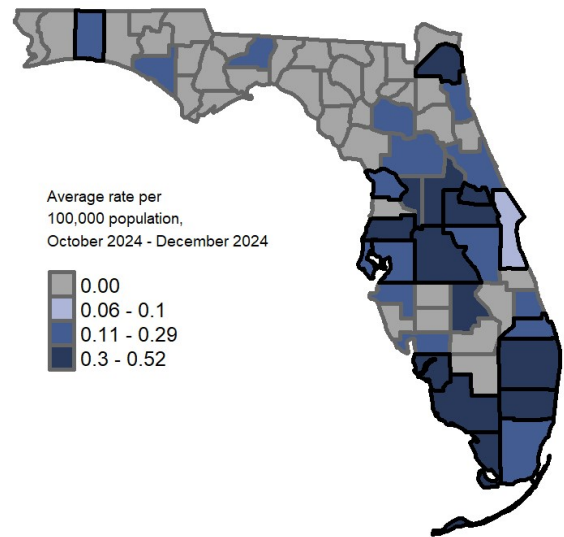 Average rate per
100,000 population,
October 2024 - December 2024
0.00
0.06 - 0.1
0.11 - 0.29
0.3 - 0.52